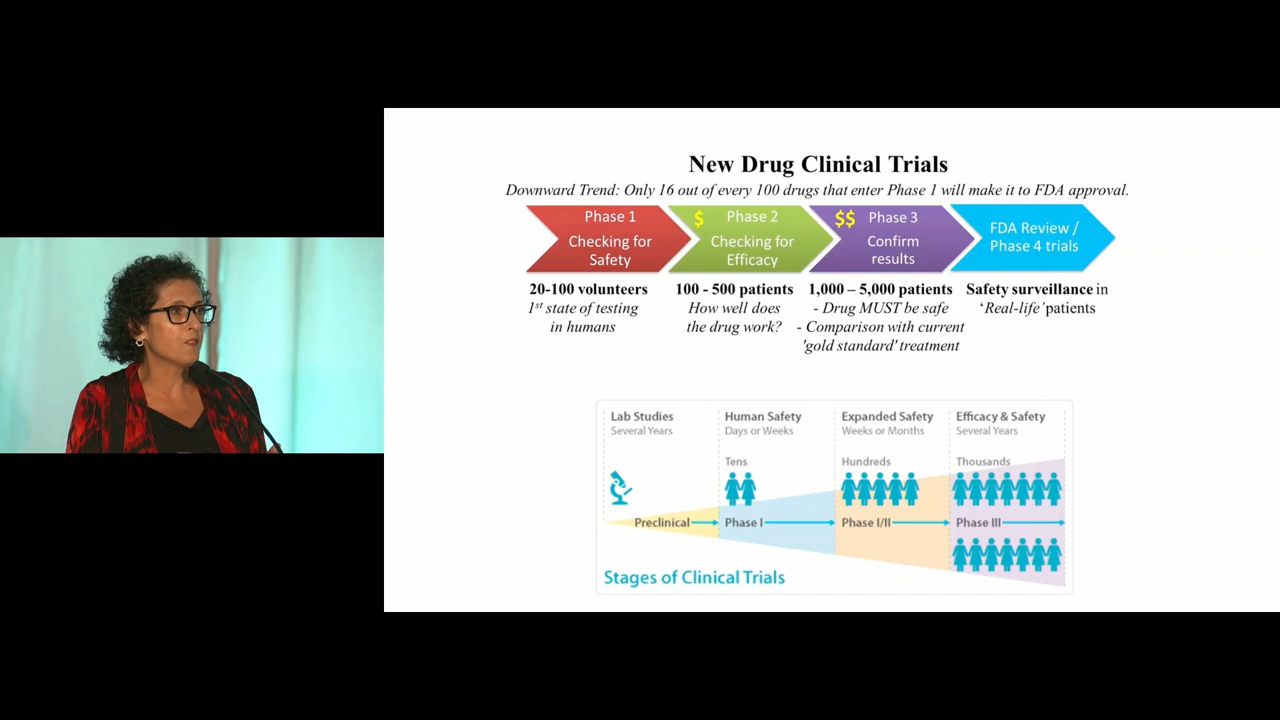 New Drug Clinical Trials
Downward Trend: Only 16 out of every 100 drugs that enter Phase 1 will make it to FDA approval.
Phase 1
Checking for
Safety
$ Phase 2
Checking for
Efficacy
$$ Phase 3
Confirm
results
FDA Review /
Phase 4 trials
20-100 volunteers
1st state of testing
in humans
100 - 500 patients
How well does
the drug work?
1,000 – 5,000 patients
- Drug MUST be safe
- Comparison with current
'gold standard' treatment
Safety surveillance in
‘Real-life’ patients
Lab Studies
Several Years
Human Safety
Days or Weeks
Expanded Safety
Weeks or Months
Efficacy & Safety
Several Years
Tens
Hundreds
Thousands
Preclinical
Phase I
Phase I/II
Phase III
Stages of Clinical Trials